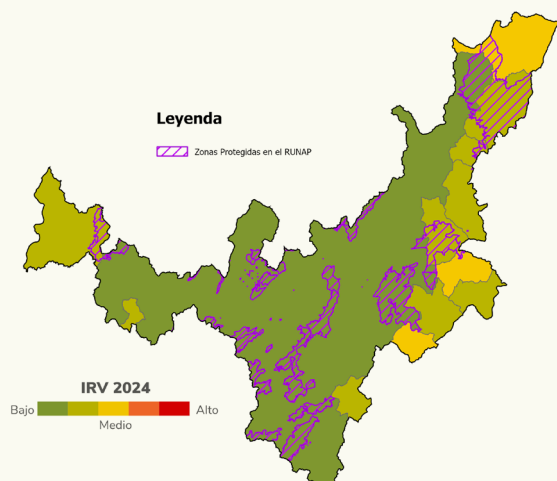 Leyenda
Zonas Protegidas en el RUNAP
IRV 2024
Bajo Alto
Medio